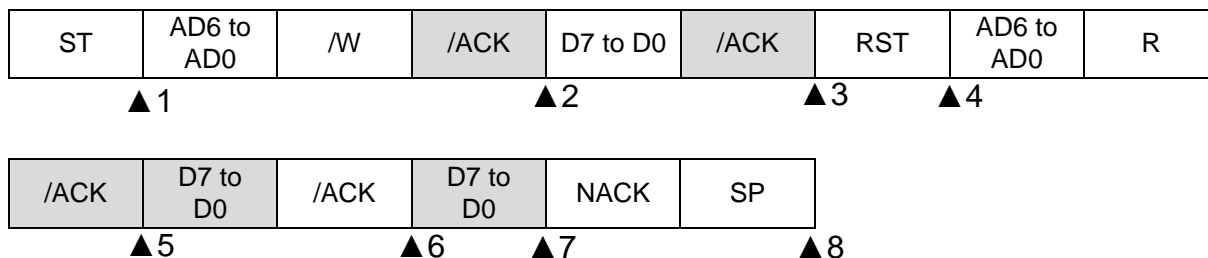 ST AD6 to AD0 /W /ACK D7 to D0 /ACK RST AD6 to AD0 R
▲1 ▲2 ▲3 ▲4
/ACK D7 to D0 /ACK D7 to D0 NACK SP
▲5 ▲6 ▲7 ▲8